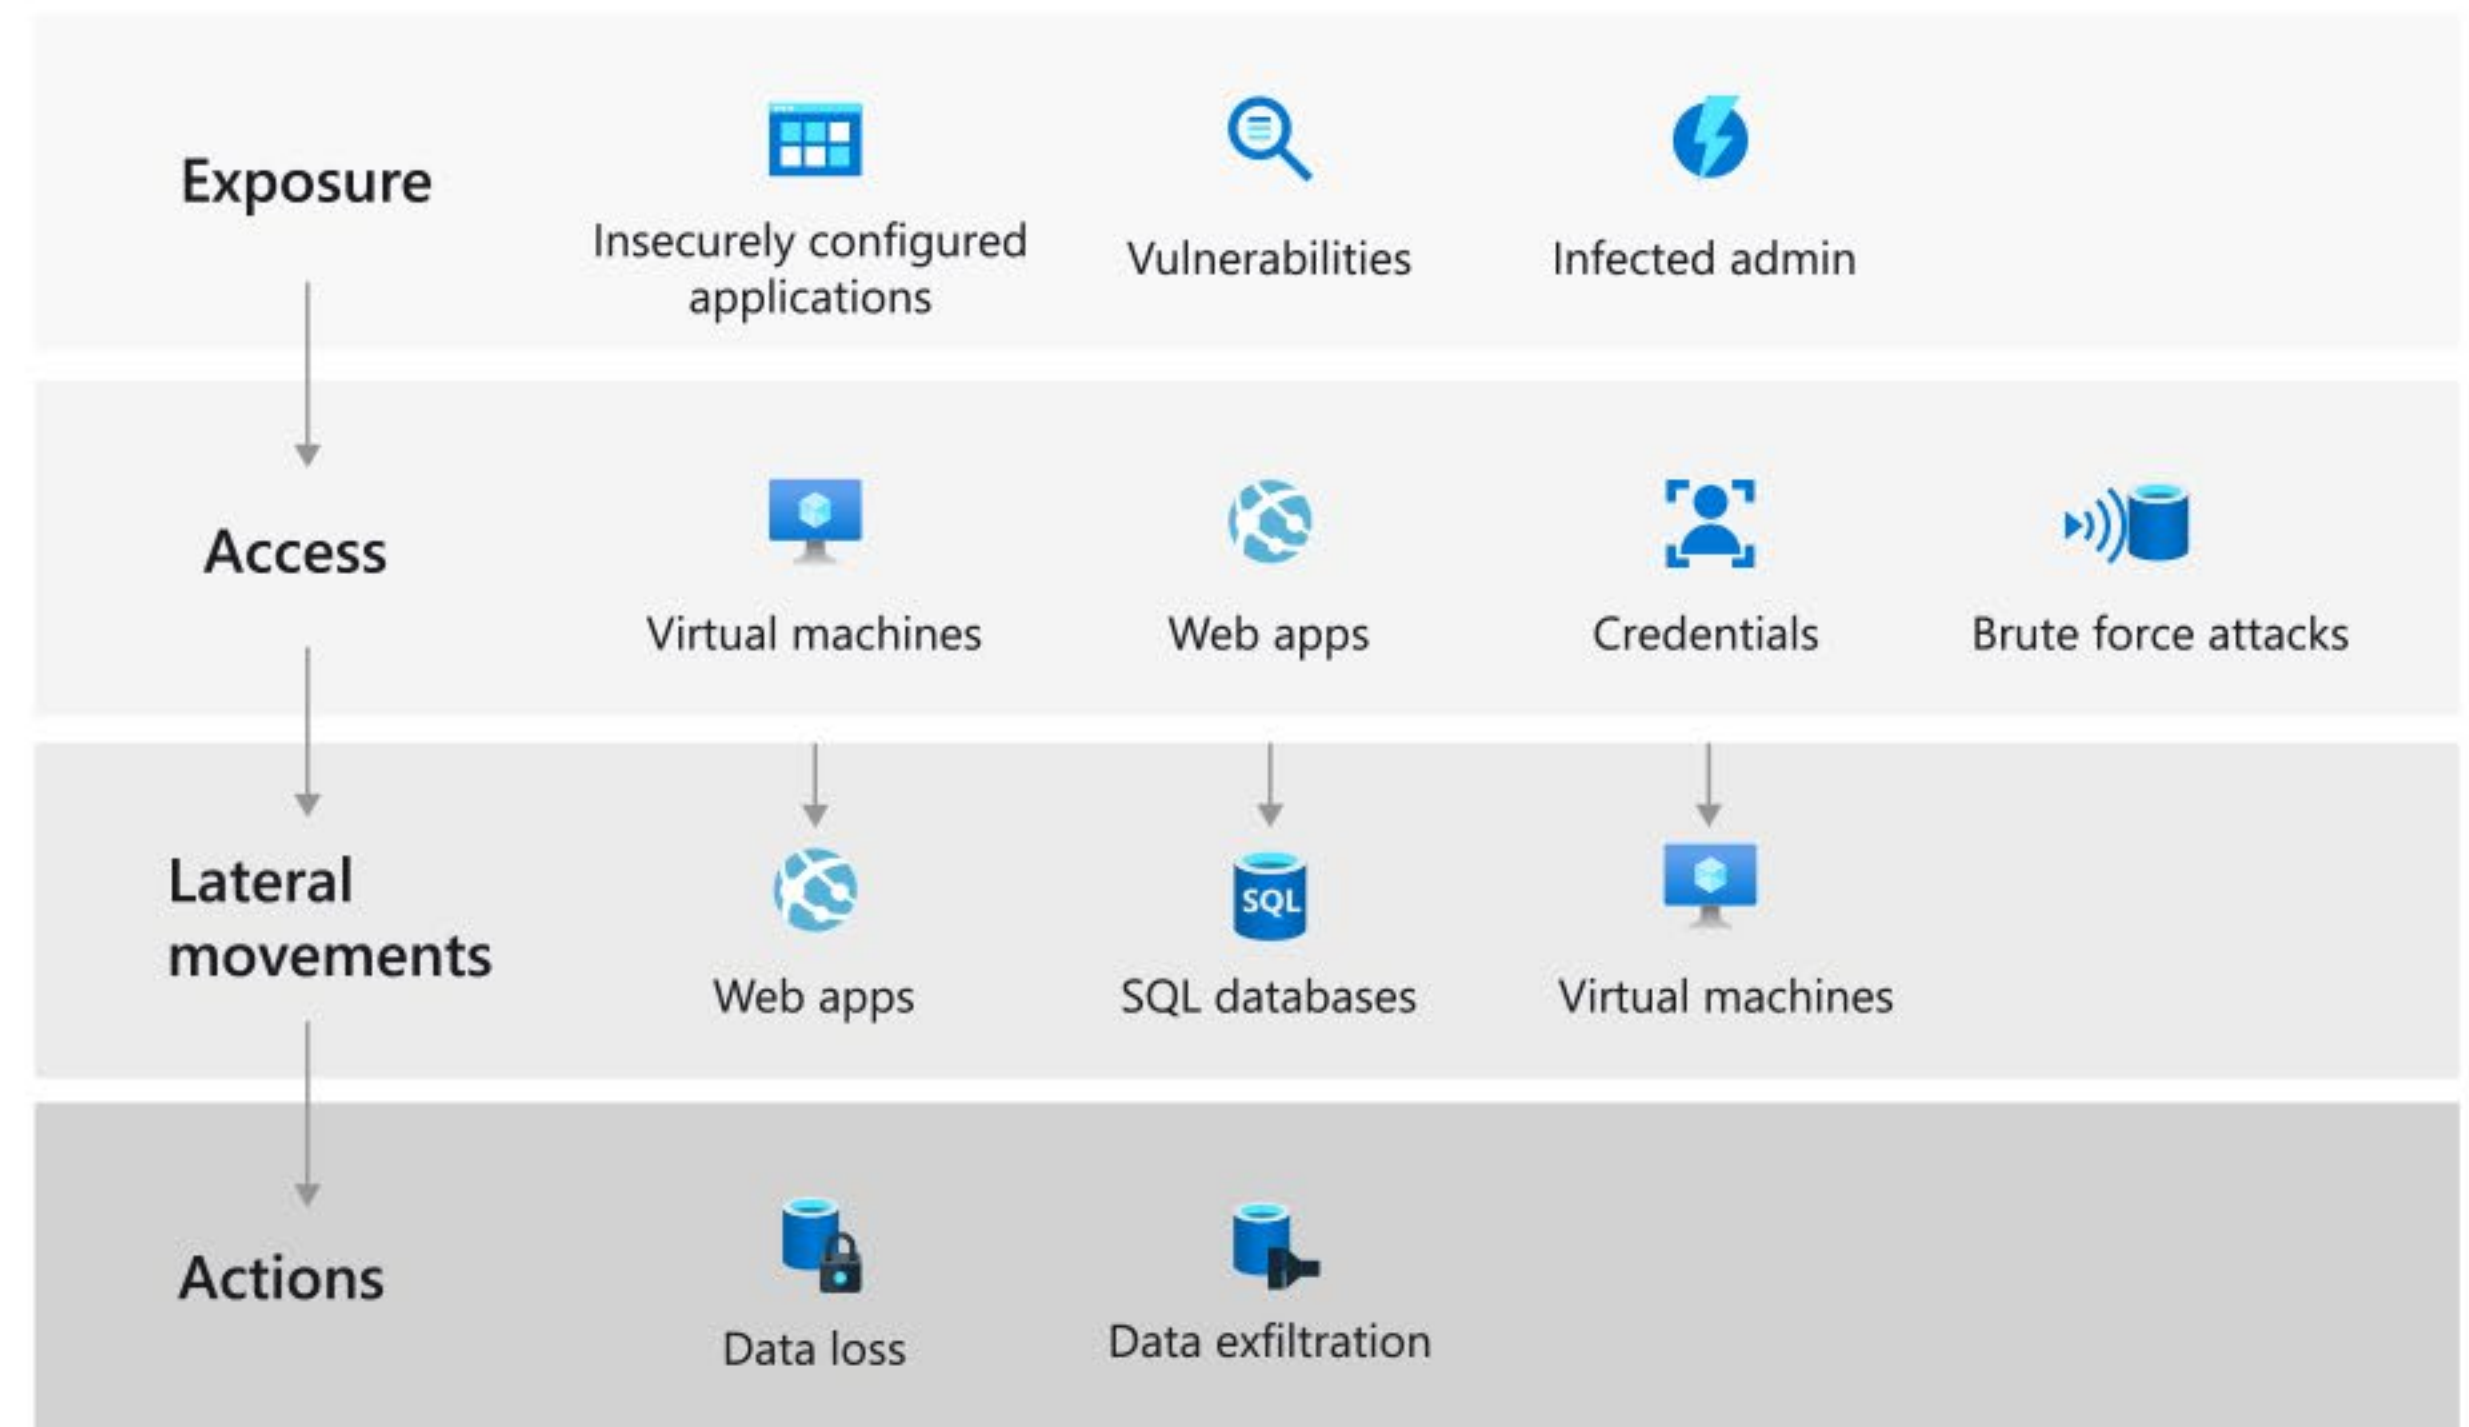 Exposure
Insecurely configured
applications
Vulnerabilities
Infected admin
Access
Virtual machines
Web apps
Credentials
Brute force attacks
Lateral
movements
Web apps
SQL
SQL databases
Virtual machines
Actions
Data loss
Data exfiltration